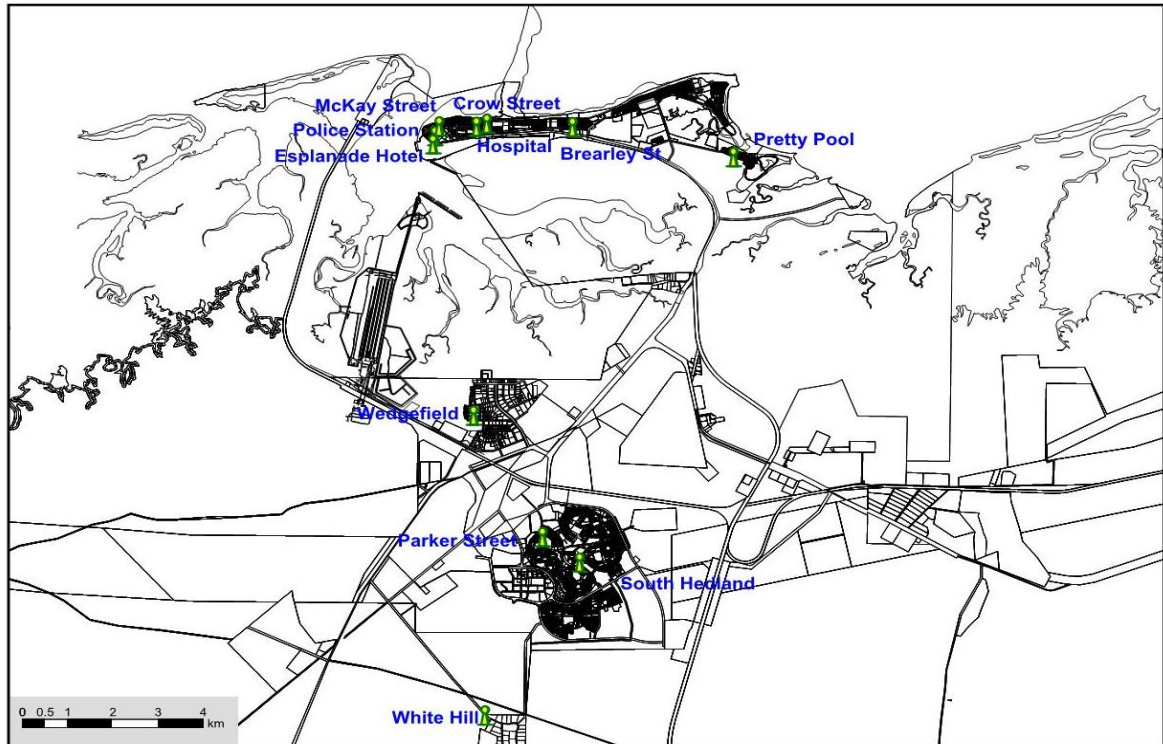 McKay Street
Crow Street
Police Station
Esplanade Hotel
Hospital
Brearley St
Pretty Pool
Wedgefield
Parker Street
South Hedland
White Hill
0 0.5 1 2 3 4
km